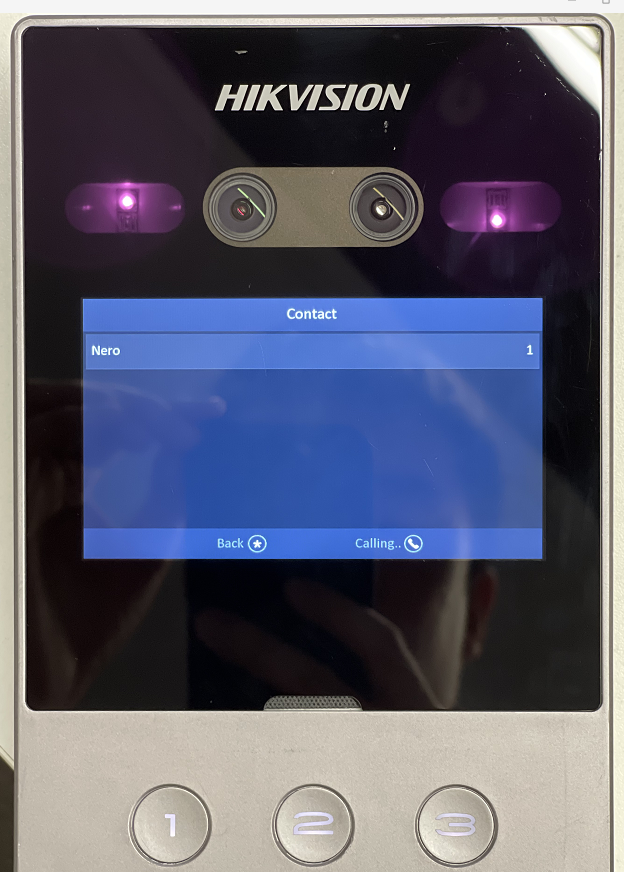 HIKVISION
Contact
Nero 1
Back
Calling..
1 2 3